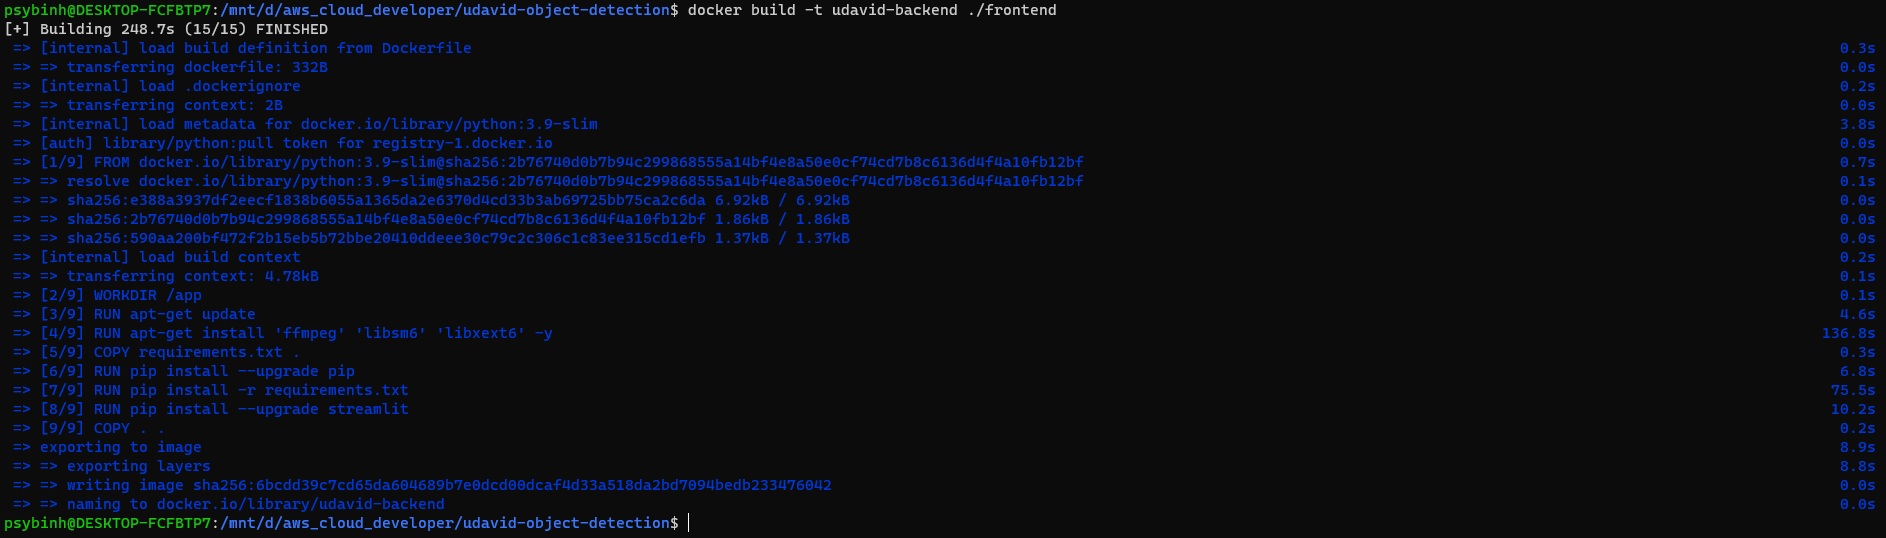 psybinh@DESKTOP-FCFBTP7:/mnt/d/aws_cloud_developer/udavid-object-detection$ docker build -t udavid-backend ./frontend
[+] Building 248.7s (15/15) FINISHED
=> [internal] load build definition from Dockerfile 0.3s
=> => transferring dockerfile: 332B 0.0s
=> [internal] load .dockerignore 0.2s
=> => transferring context: 2B 0.0s
=> [internal] load metadata for docker.io/library/python:3.9-slim 3.8s
=> [auth] library/python:pull token for registry-1.docker.io 0.0s
=> [1/9] FROM docker.io/library/python:3.9-slim@sha256:2b76740d0b7b94c299868555a14bf4e8a50e0cf74cd7b8c6136d4f4a10fb12bf 0.7s
=> => resolve docker.io/library/python:3.9-slim@sha256:2b76740d0b7b94c299868555a14bf4e8a50e0cf74cd7b8c6136d4f4a10fb12bf 0.1s
=> => sha256:e388a3937df2eecf1838b6055a1365da2e6370d4cd33b3ab69725bb75ca2c6da 6.92kB / 6.92kB 0.0s
=> => sha256:2b76740d0b7b94c299868555a14bf4e8a50e0cf74cd7b8c6136d4f4a10fb12bf 1.86kB / 1.86kB 0.0s
=> => sha256:590aa200bf472f2b15eb5b72bbe20410ddeee30c79c2c306c1c83ee315cd1efb 1.37kB / 1.37kB 0.0s
=> [internal] load build context 0.2s
=> => transferring context: 4.78kB 0.1s
=> [2/9] WORKDIR /app 0.1s
=> [3/9] RUN apt-get update 4.6s
=> [4/9] RUN apt-get install 'ffmpeg' 'libsm6' 'libxext6' -y 136.8s
=> [5/9] COPY requirements.txt . 0.3s
=> [6/9] RUN pip install --upgrade pip 6.8s
=> [7/9] RUN pip install -r requirements.txt 75.5s
=> [8/9] RUN pip install --upgrade streamlit 10.2s
=> [9/9] COPY . . 0.2s
=> exporting to image 8.9s
=> => exporting layers 8.8s
=> => writing image sha256:6bcdd39c7cd65da604689b7e0dcd00dcaf4d33a518da2bd7094bedb233476042 0.0s
=> => naming to docker.io/library/udavid-backend 0.0s
psybinh@DESKTOP-FCFBTP7:/mnt/d/aws_cloud_developer/udavid-object-detection$